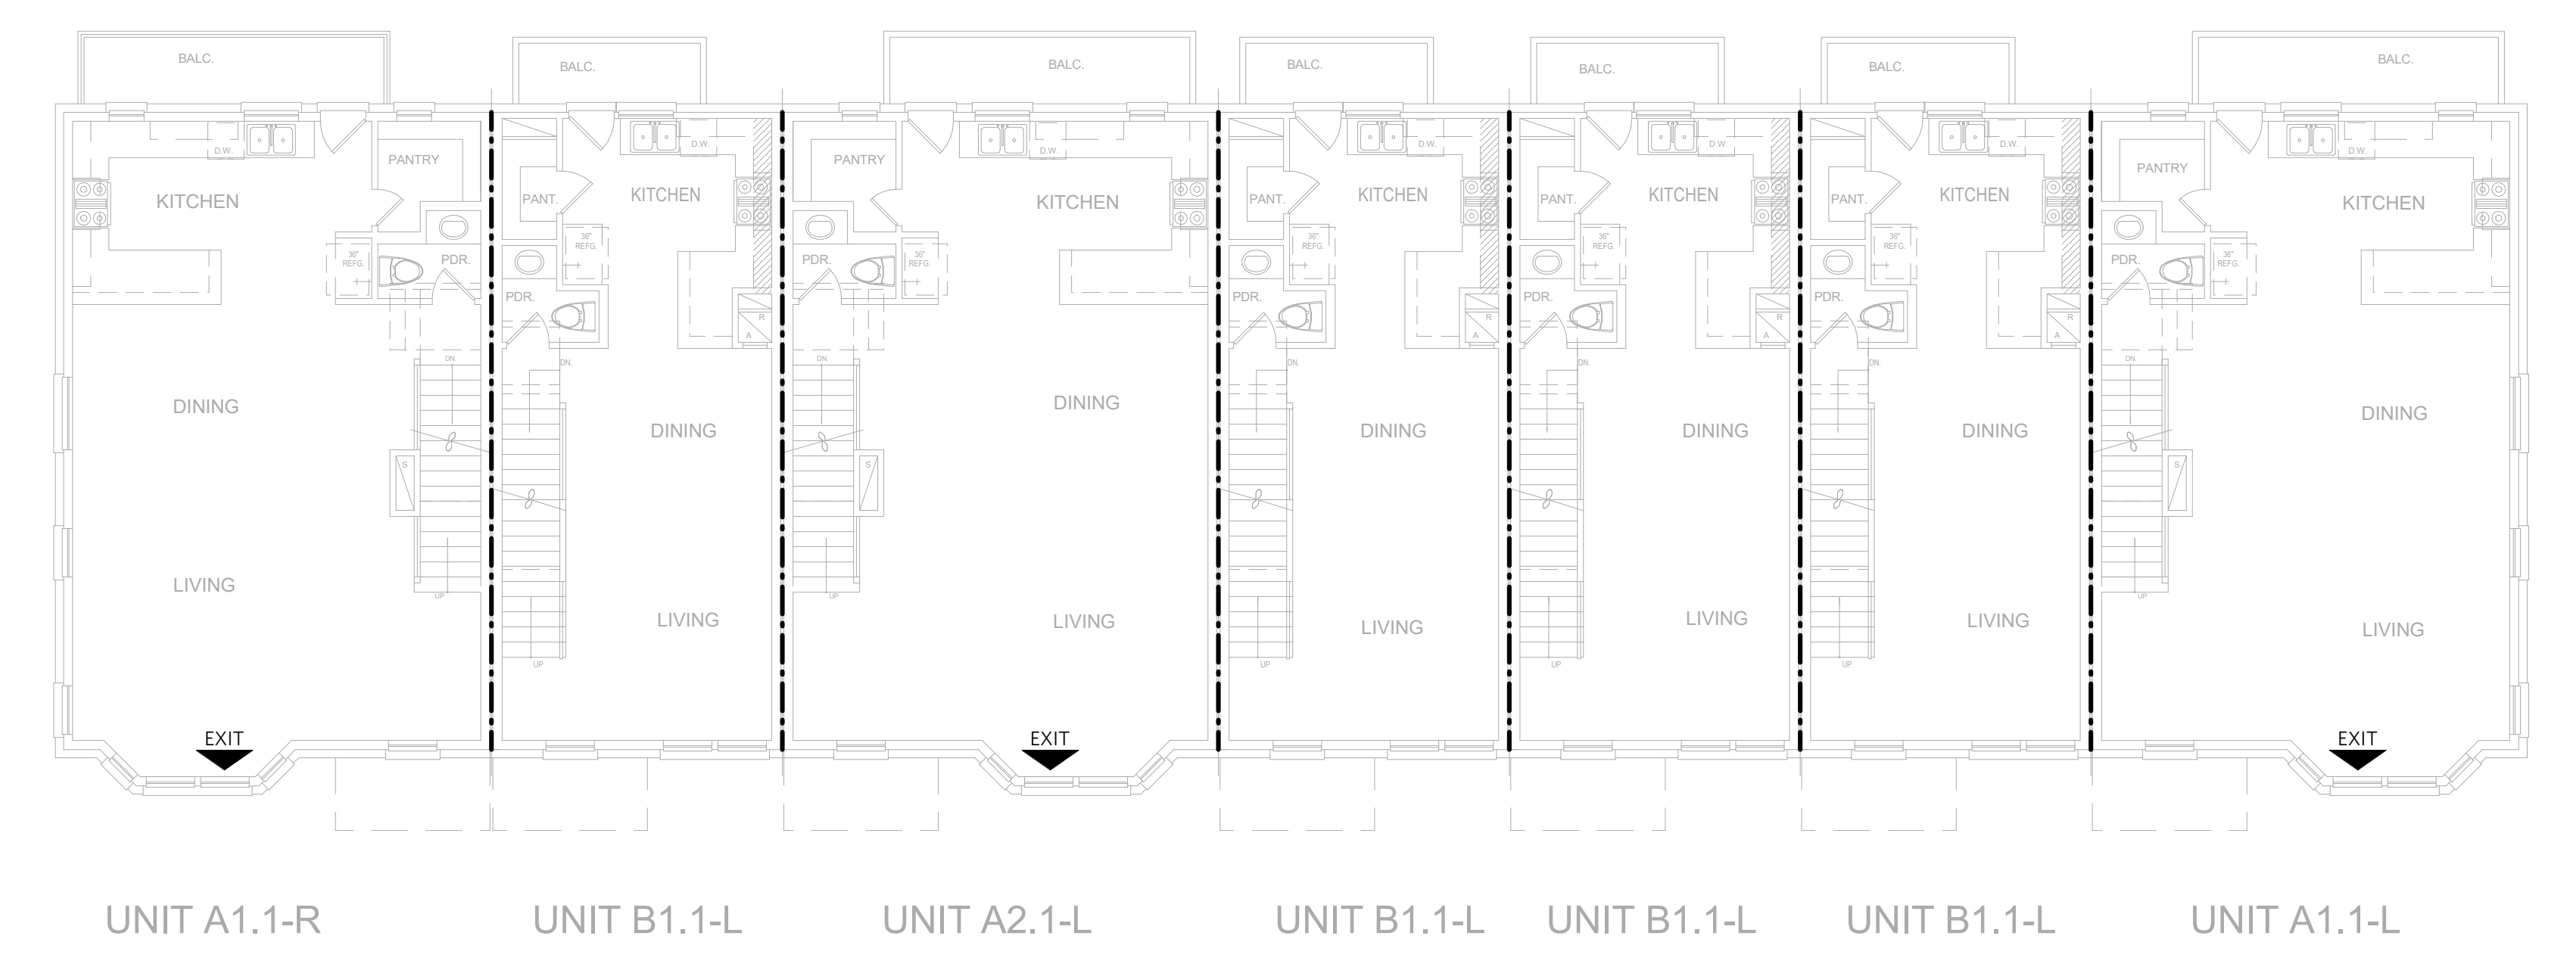 BALC.
BALC.
BALC.
BALC.
BALC.
BALC.
BALC.
D.W.
PANTRY
KITCHEN
36"
REFG.
PDR.
DN.
DINING
S
LIVING
UP
EXIT
D.W.
PANT.
KITCHEN
36"
REFG.
PDR.
R
A
DN.
DINING
LIVING
UP
PANTRY
D.W.
KITCHEN
PDR.
36"
REFG.
DN.
DINING
S
LIVING
UP
EXIT
D.W.
PANT.
KITCHEN
36"
REFG.
PDR.
R
A
DN.
DINING
LIVING
UP
D.W.
PANT.
KITCHEN
36"
REFG.
PDR.
R
A
DN.
DINING
LIVING
UP
D.W.
PANT.
KITCHEN
36"
REFG.
PDR.
R
A
DN.
DINING
LIVING
UP
D.W.
PANTRY
KITCHEN
PDR.
36"
REFG.
DN.
DINING
S
LIVING
UP
EXIT
UNIT A1.1-R
UNIT B1.1-L
UNIT A2.1-L
UNIT B1.1-L
UNIT B1.1-L
UNIT B1.1-L
UNIT A1.1-L